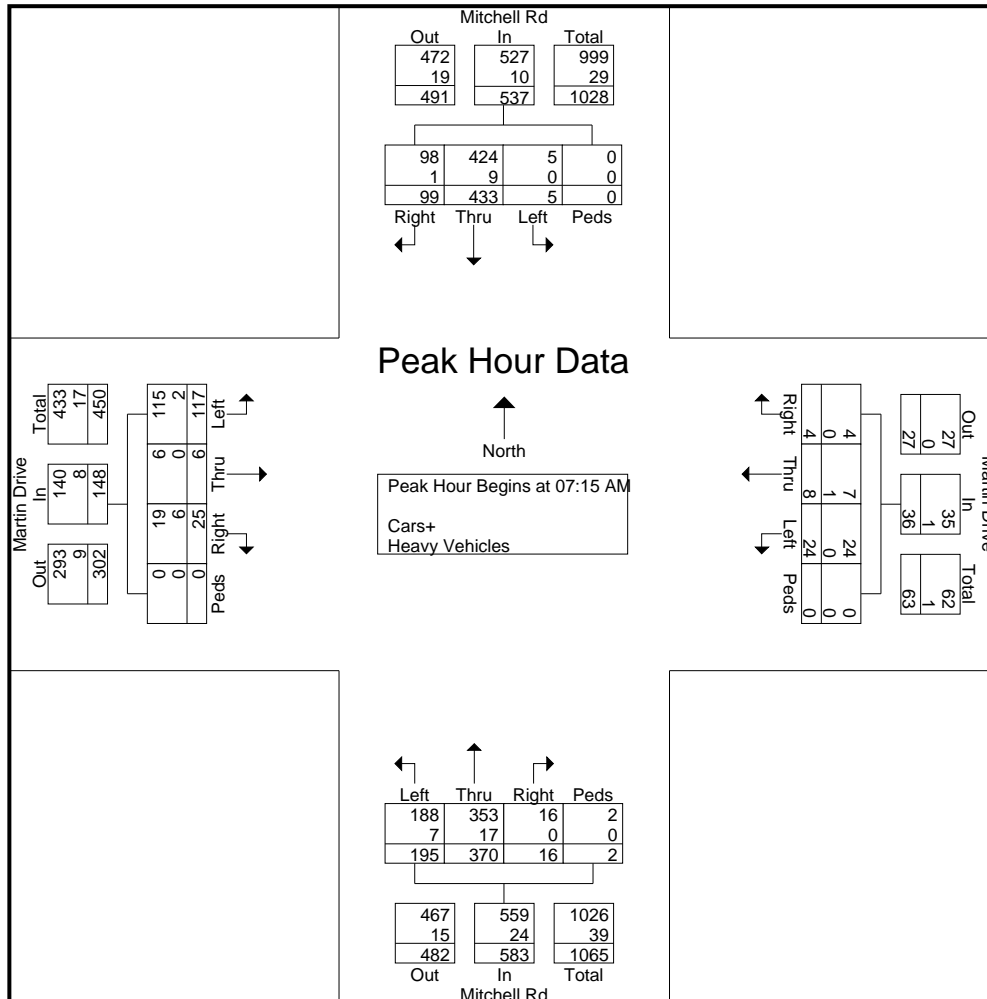 Mitchell Rd
Out In Total
472 527 999
19 10 29
491 537 1028
98 424 5 0
1 9 0 0
99 433 5 0
Right Thru Left Peds
Peak Hour Data
North
Peak Hour Begins at 07:15 AM
Cars+
Heavy Vehicles
Martin Drive
Out In Total
293 140 433
9 8 17
302 148 450
115 6 19 0
2 0 6 0
117 6 25 0
Left Thru Right Peds
Martin Drive
Out In Total
27 35 62
0 1 1
27 36 63
4 7 24 0
0 1 0 0
4 8 24 0
Right Thru Left Peds
Left Thru Right Peds
188 353 16 2
7 17 0 0
195 370 16 2
467 559 1026
15 24 39
482 583 1065
Out In Total
Mitchell Rd